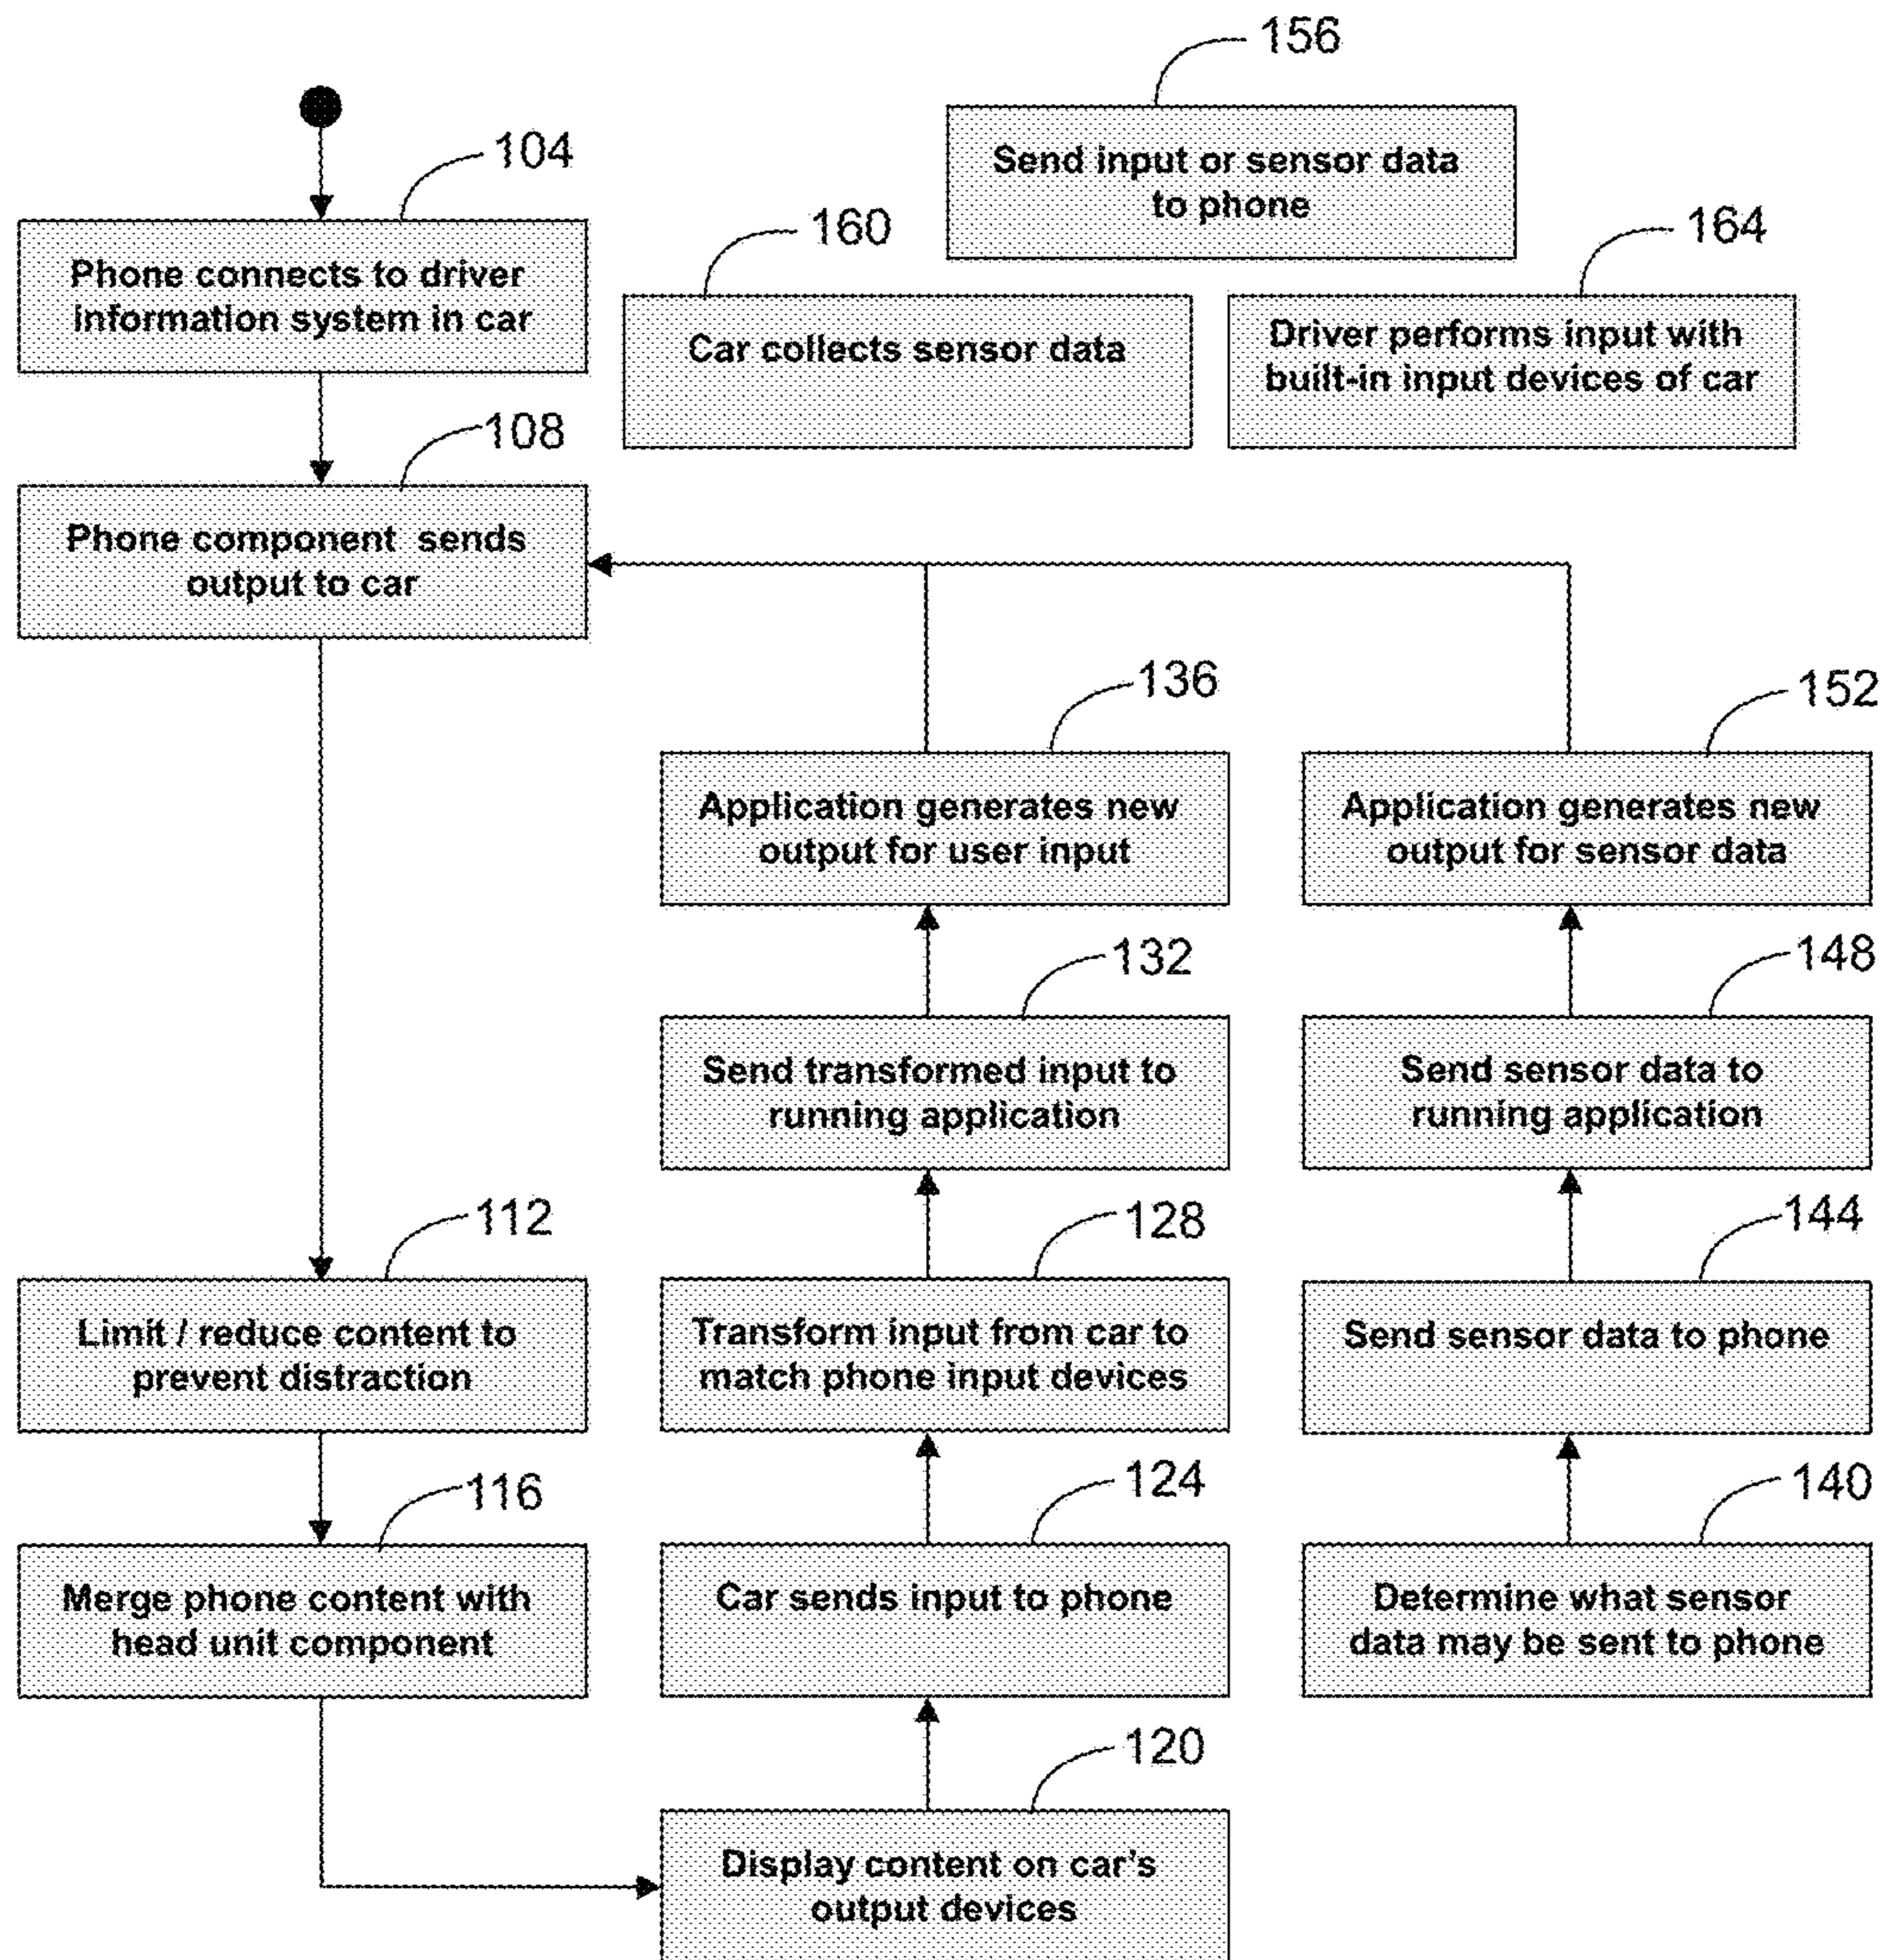 156
Send input or sensor data
to phone
104
Phone connects to driver
information system in car
160
Car collects sensor data
164
Driver performs input with
built-in input devices of car
108
Phone component sends
output to car
136
Application generates new
output for user input
152
Application generates new
output for sensor data
132
Send transformed input to
running application
148
Send sensor data to
running application
112
Limit / reduce content to
prevent distraction
128
Transform input from car to
match phone input devices
144
Send sensor data to phone
116
Merge phone content with
head unit component
124
Car sends input to phone
140
Determine what sensor
data may be sent to phone
120
Display content on car's
output devices